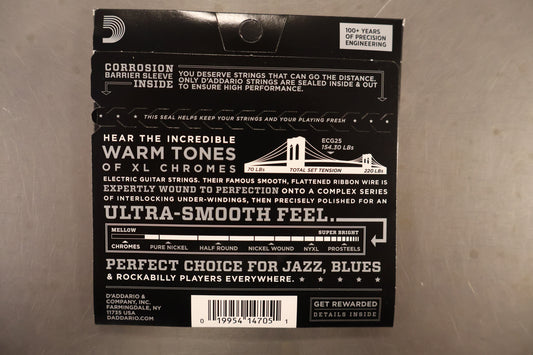 100+ YEARS
OF PRECISION
ENGINEERING
CORROSION
BARRIER SLEEVE
INSIDE
YOU DESERVE STRINGS THAT CAN GO THE DISTANCE.
ONLY D'ADDARIO STRINGS ARE SEALED INSIDE & OUT
TO ENSURE HIGH PERFORMANCE.
THIS SEAL HELPS KEEP YOUR STRINGS AND YOUR PLAYING FRESH
HEAR THE INCREDIBLE
WARM TONES
OF XL CHROMES
ECG25
154.30 LBs
70 LBs
TOTAL SET TENSION
220 LBs
ELECTRIC GUITAR STRINGS. THEIR FAMOUS SMOOTH, FLATTENED RIBBON WIRE IS
EXPERTLY WOUND TO PERFECTION ONTO A COMPLEX SERIES
OF INTERLOCKING UNDER-WINDINGS, THEN PRECISELY POLISHED FOR AN
ULTRA-SMOOTH FEEL.
MELLOW
SUPER BRIGHT
CHROMES
PURE NICKEL
HALF ROUND
NICKEL WOUND
NYXL
PROSTEELS
PERFECT CHOICE FOR JAZZ, BLUES
& ROCKABILLY PLAYERS EVERYWHERE.
D'ADDARIO &
COMPANY, INC.
FARMINGDALE, NY
11735 USA
DADDARIO.COM
0 19954 14705 1
GET REWARDED
DETAILS INSIDE